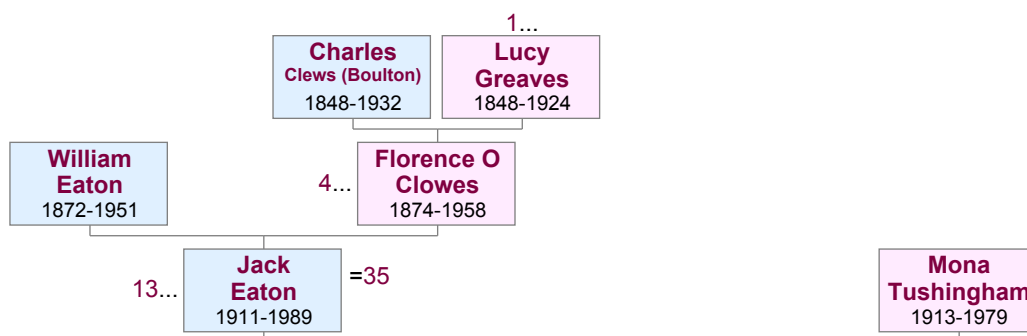 1...
Charles
Clews (Boulton)
1848-1932
Lucy
Greaves
1848-1924
William
Eaton
1872-1951
4...
Florence O
Clowes
1874-1958
13...
Jack
Eaton
1911-1989
=35
Mona
Tushingham
1913-1979